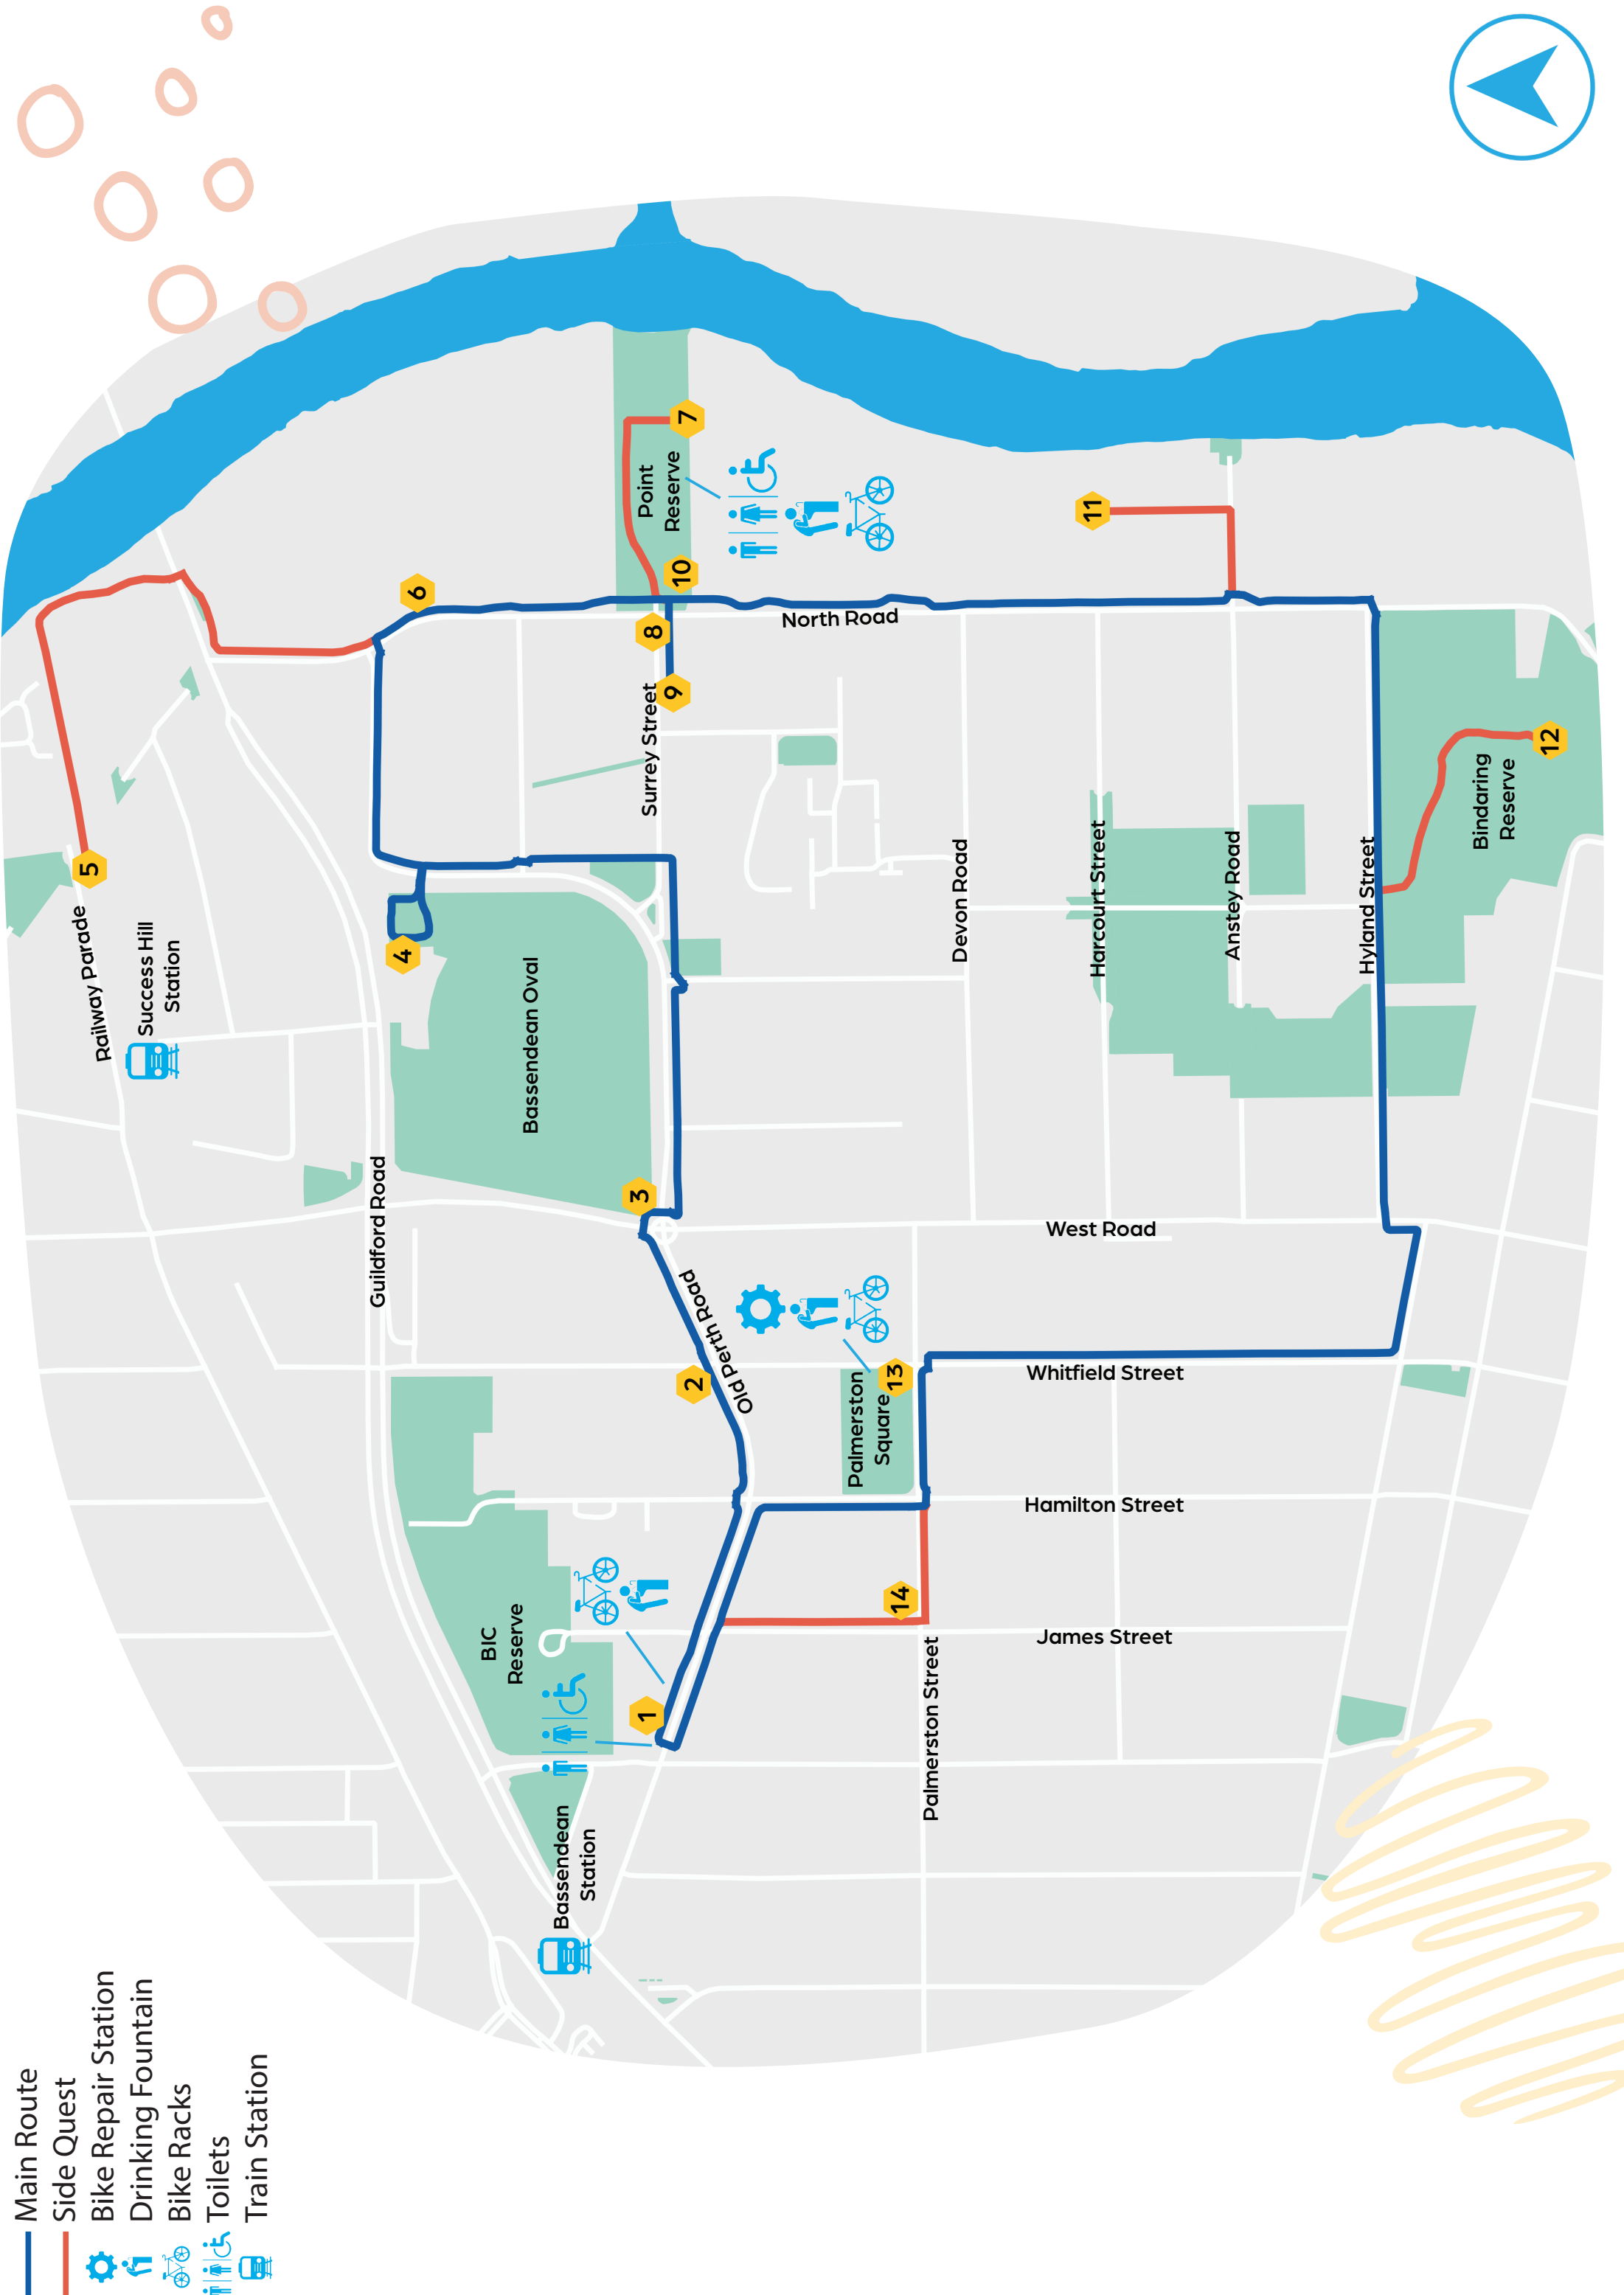 Main Route
Side Quest
Bike Repair Station
Drinking Fountain
Bike Racks
Toilets
Train Station
Railway Parade
Success Hill
Station
5
Guildford Road
4
6
Bassendean Oval
BIC
Reserve
Bassendean
Station
1
2
3
Old Perth Road
Surrey Street
8
9
10
Point
Reserve
7
North Road
Palmerston
Square
13
14
Palmerston Street
Devon Road
Harcourt Street
11
West Road
Whitfield Street
Hamilton Street
James Street
Anstey Road
Hyland Street
Bindaring
Reserve
12